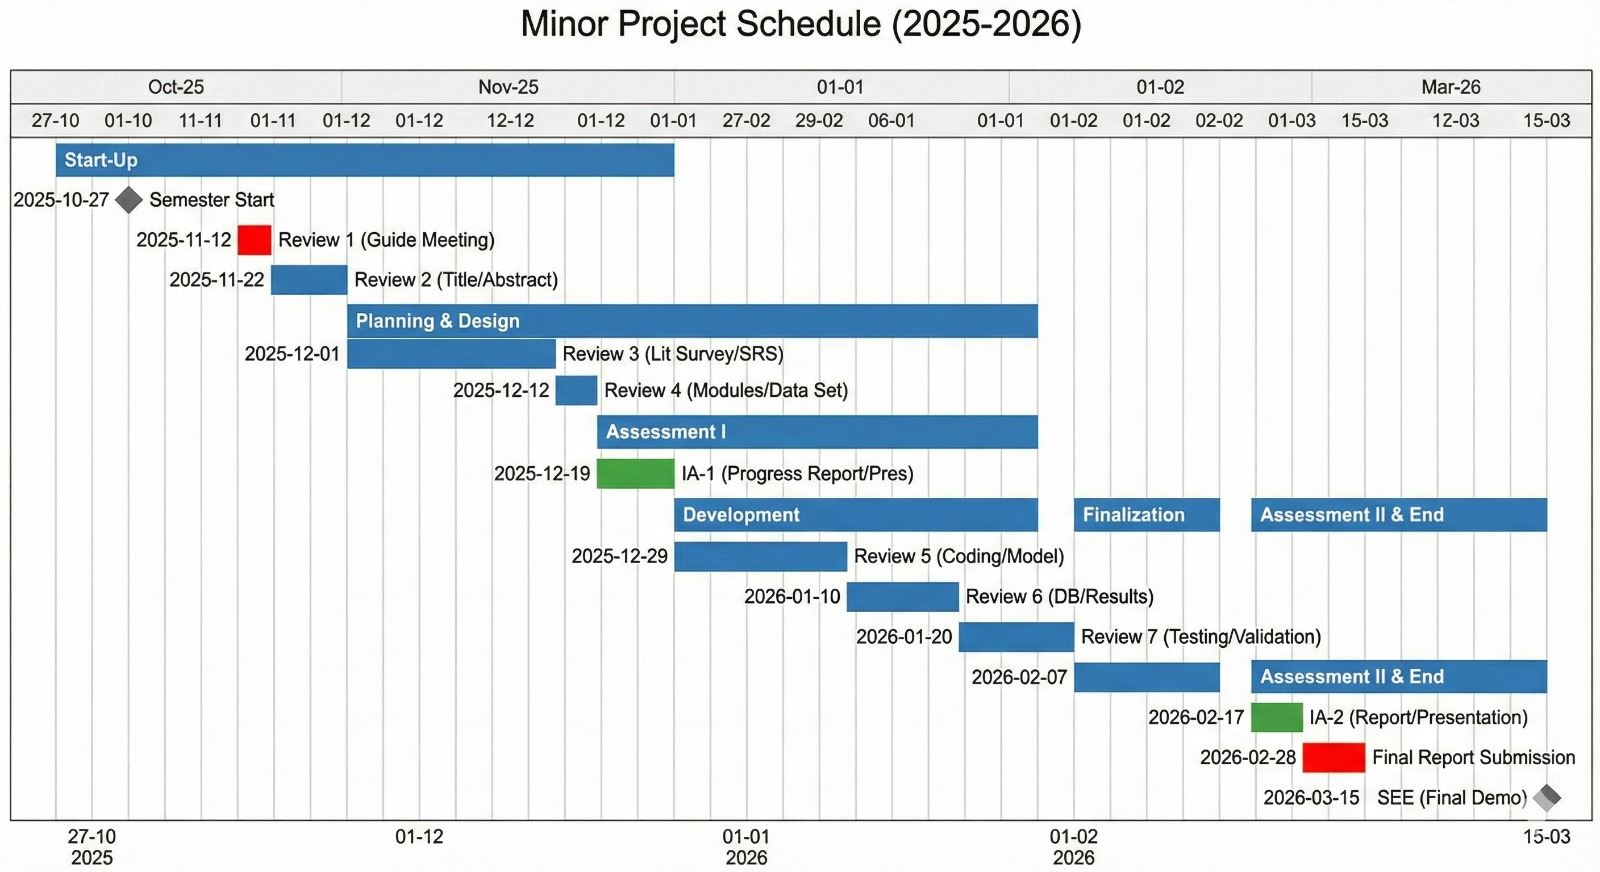 Minor Project Schedule (2025-2026)
Oct-25 Nov-25 01-01 01-02 Mar-26
27-10 01-10 11-11 01-11 01-12 01-12 12-12 01-12 01-01 27-02 29-02 06-01 01-01 01-02 01-02 02-02 01-03 15-03 12-03 15-03
Start-Up
2025-10-27 Semester Start
2025-11-12 Review 1 (Guide Meeting)
2025-11-22 Review 2 (Title/Abstract)
Planning & Design
2025-12-01 Review 3 (Lit Survey/SRS)
2025-12-12 Review 4 (Modules/Data Set)
Assessment I
2025-12-19 IA-1 (Progress Report/Pres)
Development Finalization Assessment II & End
2025-12-29 Review 5 (Coding/Model)
2026-01-10 Review 6 (DB/Results)
2026-01-20 Review 7 (Testing/Validation)
2026-02-07 Assessment II & End
2026-02-17 IA-2 (Report/Presentation)
2026-02-28 Final Report Submission
2026-03-15 SEE (Final Demo)
27-10 01-12 01-01 01-02 15-03
2025 2026 2026